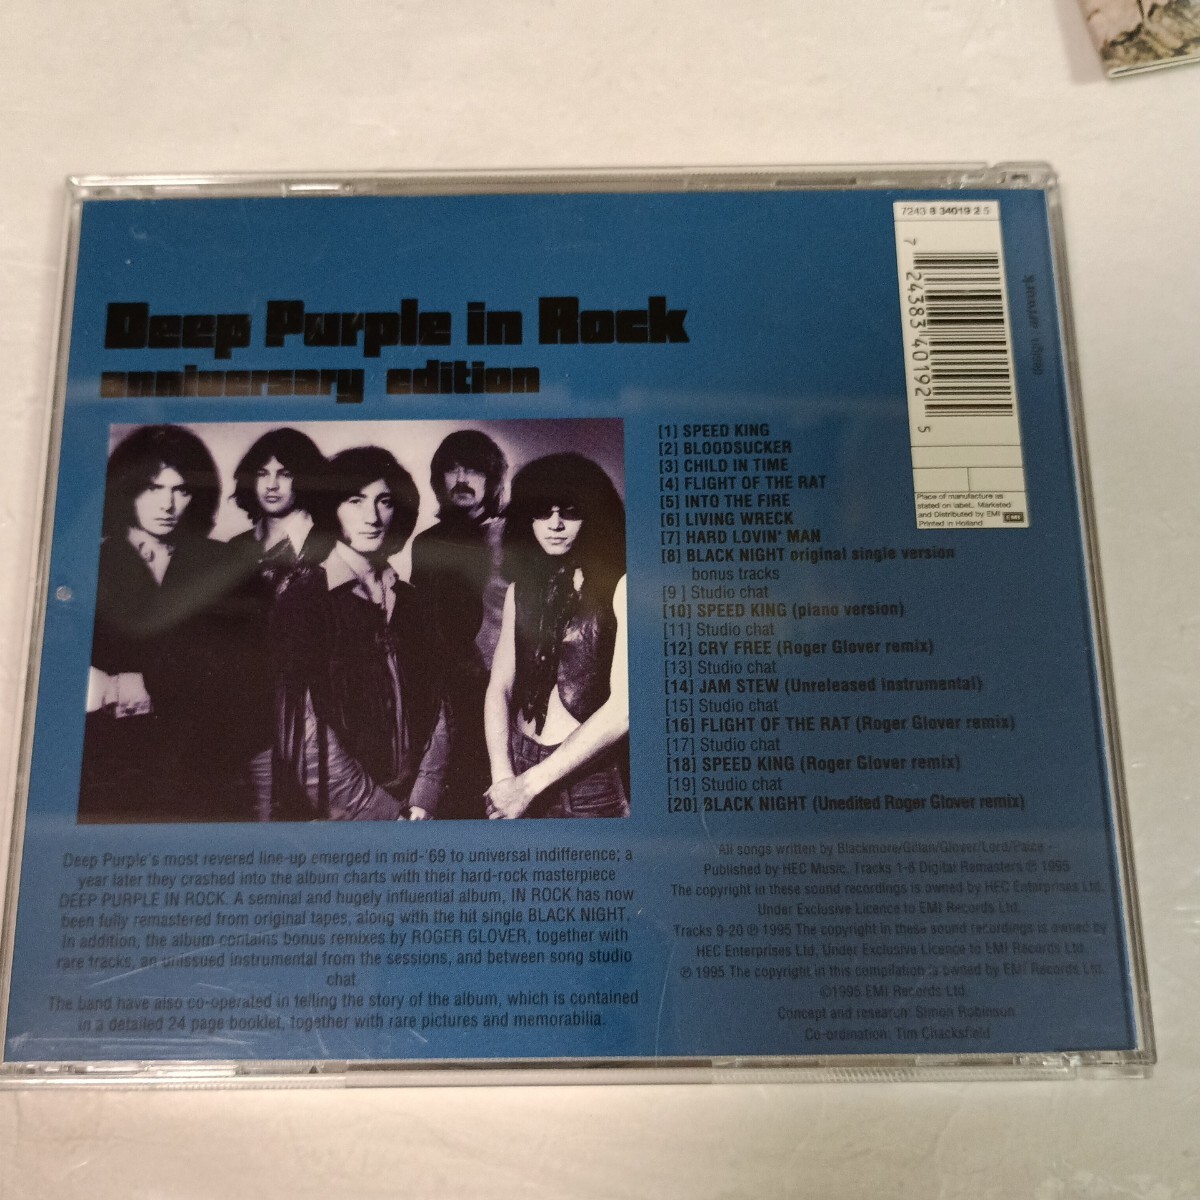 7243 8 34019 2 5
7 24383 40192 5
Place of manufacture as
stated on label. Marketed
and Distributed by EMI
Printed in Holland
EMI
design artwork
Deep Purple in Rock
anniversary edition
[1] SPEED KING
[2] BLOODSUCKER
[3] CHILD IN TIME
[4] FLIGHT OF THE RAT
[5] INTO THE FIRE
[6] LIVING WRECK
[7] HARD LOVIN' MAN
[8] BLACK NIGHT original single version
bonus tracks
[9 ] Studio chat
[10] SPEED KING (piano version)
[11] Studio chat
[12] CRY FREE (Roger Glover remix)
[13] Studio chat
[14] JAM STEW (Unreleased instrumental)
[15] Studio chat
[16] FLIGHT OF THE RAT (Roger Glover remix)
[17] Studio chat
[18] SPEED KING (Roger Glover remix)
[19] Studio chat
[20] BLACK NIGHT (Unedited Roger Glover remix)
Deep Purple's most revered line-up emerged in mid-'69 to universal indifference; a
year later they crashed into the album charts with their hard-rock masterpiece
DEEP PURPLE IN ROCK. A seminal and hugely influential album, IN ROCK has now
been fully remastered from original tapes, along with the hit single BLACK NIGHT.
In addition, the album contains bonus remixes by ROGER GLOVER, together with
rare tracks, an unissued instrumental from the sessions, and between song studio
chat
The band have also co-operated in telling the story of the album, which is contained
in a detailed 24 page booklet, together with rare pictures and memorabilia.
All songs written by Blackmore/Gillan/Glover/Lord/Paice -
Published by HEC Music. Tracks 1-8 Digital Remasters ℗ 1995
The copyright in these sound recordings is owned by HEC Enterprises Ltd.
Under Exclusive Licence to EMI Records Ltd.
Tracks 9-20 ℗ 1995 The copyright in these sound recordings is owned by
HEC Enterprises Ltd. Under Exclusive Licence to EMI Records Ltd.
℗ 1995 The copyright in this compilation is owned by EMI Records Ltd.
©1995 EMI Records Ltd.
Concept and research: Simon Robinson
Co-ordination: Tim Chacksfield